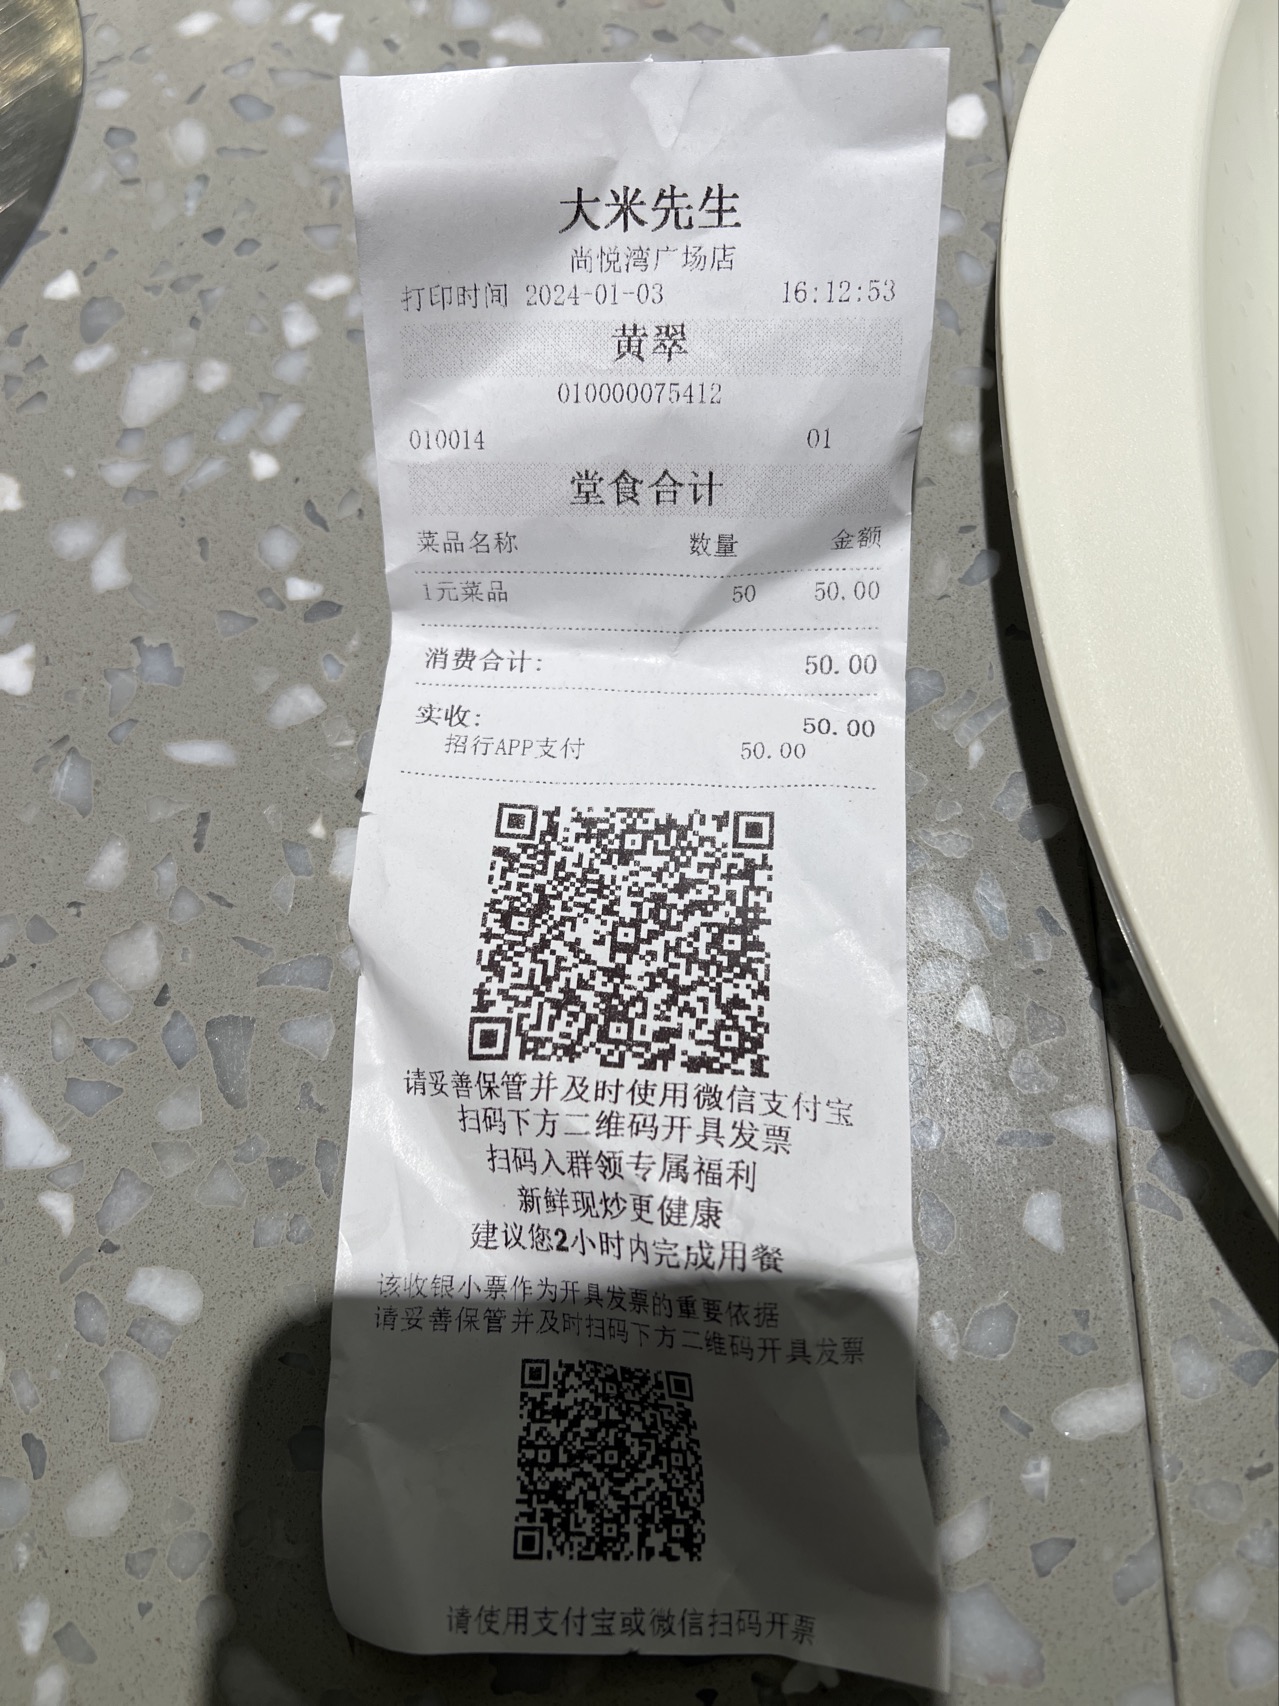 大米先生
尚悦湾广场店
打印时间 2024-01-03 16:12:53
黄翠
010000075412
010014 01
堂食合计
菜品名称 数量 金额
1元菜品 50 50.00
消费合计: 50.00
实收: 50.00
招行APP支付 50.00
请妥善保管并及时使用微信支付宝
扫码下方二维码开具发票
扫码入群领专属福利
新鲜现炒更健康
建议您2小时内完成用餐
该收银小票作为开具发票的重要依据
请妥善保管并及时扫码下方二维码开具发票
请使用支付宝或微信扫码开票